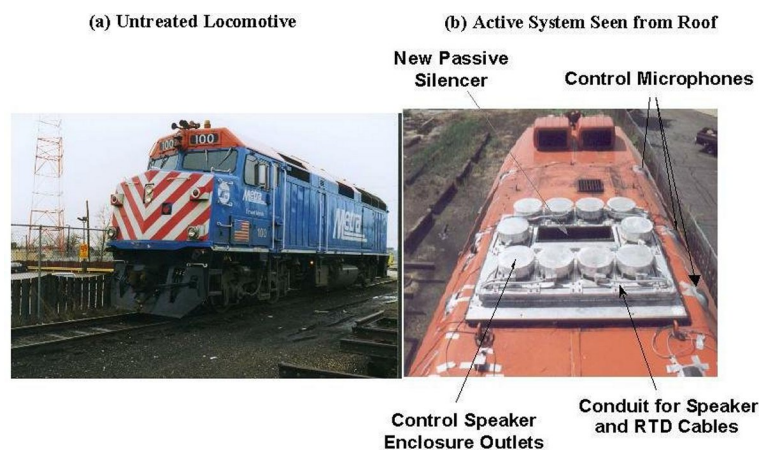 (a) Untreated Locomotive
(b) Active System Seen from Roof
New Passive
Silencer
Control Microphones
100
100
Metra
Metra
Control Speaker
Enclosure Outlets
Conduit for Speaker
and RTD Cables